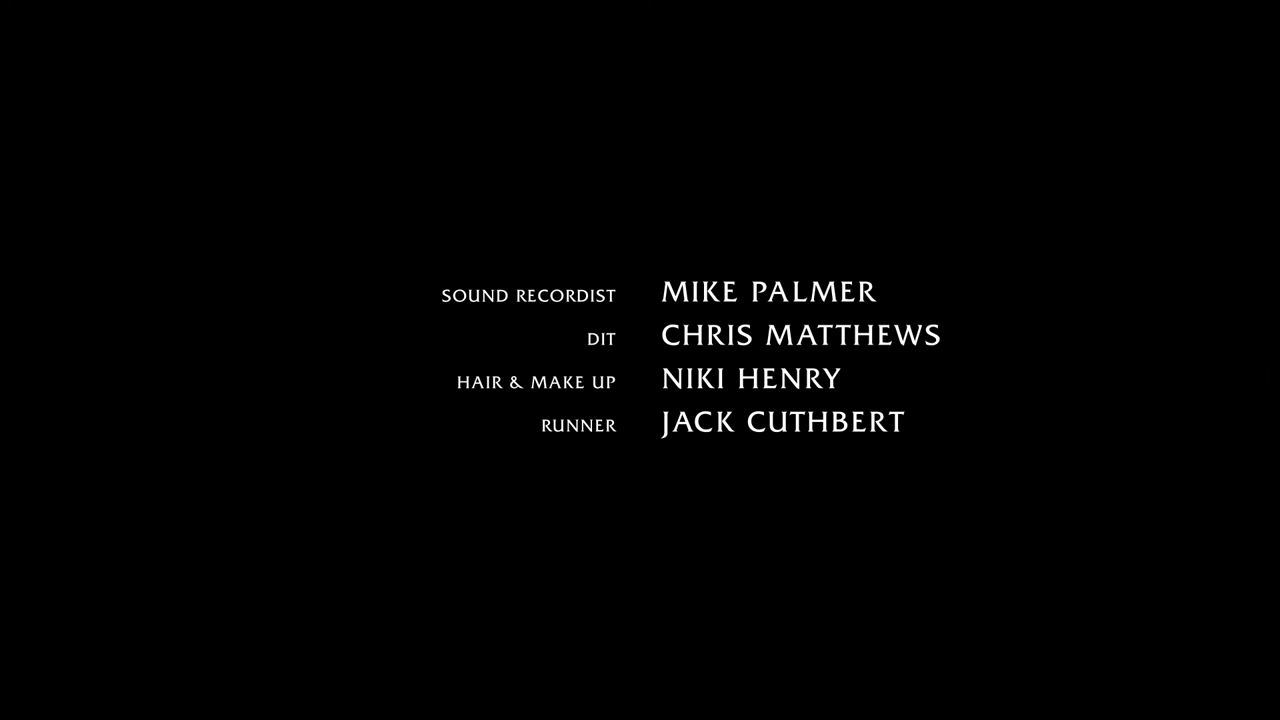 SOUND RECORDIST MIKE PALMER
DIT CHRIS MATTHEWS
HAIR & MAKE UP NIKI HENRY
RUNNER JACK CUTHBERT